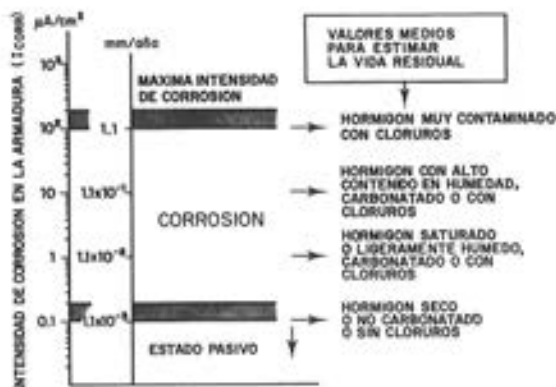 INTENSIDAD DE CORROSION EN LA ARMADURA (ICORR)
μA/cm²
mm/año
10³
10²
10
1
0.1
1,1
1,1x10⁻¹
1,1x10⁻²
1,1x10⁻³
MAXIMA INTENSIDAD
DE CORROSION
CORROSION
ESTADO PASIVO
VALORES MEDIOS
PARA ESTIMAR
LA VIDA RESIDUAL
HORMIGON MUY CONTAMINADO
CON CLORUROS
HORMIGON CON ALTO
CONTENIDO EN HUMEDAD,
CARBONATADO O CON
CLORUROS
HORMIGON SATURADO
O LIGERAMENTE HUMEDO,
CARBONATADO O CON
CLORUROS
HORMIGON SECO
O NO CARBONATADO
O SIN CLORUROS